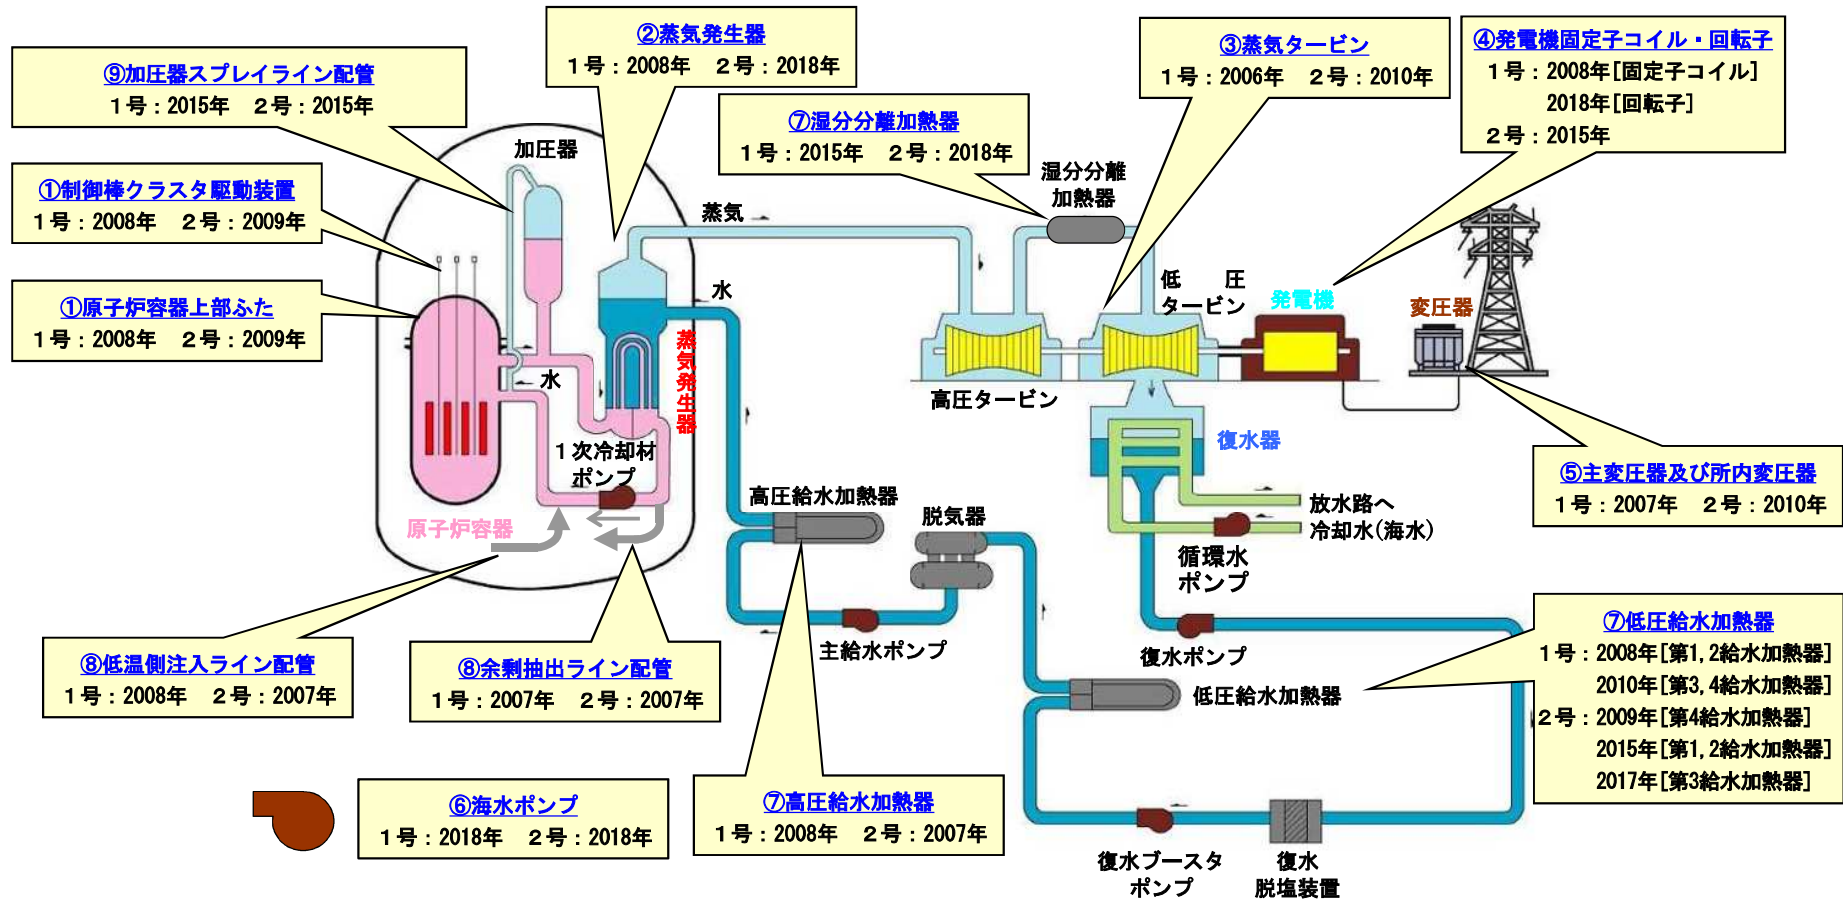 ②蒸気発生器
1号：2008年　2号：2018年
③蒸気タービン
1号：2006年　2号：2010年
④発電機固定子コイル・回転子
1号：2008年[固定子コイル]
2018年[回転子]
2号：2015年
⑨加圧器スプレイライン配管
1号：2015年　2号：2015年
⑦湿分分離加熱器
1号：2015年　2号：2018年
加圧器
湿分分離
加熱器
①制御棒クラスタ駆動装置
1号：2008年　2号：2009年
蒸気
①原子炉容器上部ふた
1号：2008年　2号：2009年
水
低　圧
タービン
発電機
変圧器
蒸気発生器
水
高圧タービン
復水器
1次冷却材
ポンプ
⑤主変圧器及び所内変圧器
1号：2007年　2号：2010年
高圧給水加熱器
脱気器
放水路へ
冷却水(海水)
原子炉容器
循環水
ポンプ
⑧低温側注入ライン配管
1号：2008年　2号：2007年
⑧余剰抽出ライン配管
1号：2007年　2号：2007年
主給水ポンプ
復水ポンプ
低圧給水加熱器
⑦低圧給水加熱器
1号：2008年[第1,2給水加熱器]
2010年[第3,4給水加熱器]
2号：2009年[第4給水加熱器]
2015年[第1,2給水加熱器]
2017年[第3給水加熱器]
⑥海水ポンプ
1号：2018年　2号：2018年
⑦高圧給水加熱器
1号：2008年　2号：2007年
復水ブースタ
ポンプ
復水
脱塩装置